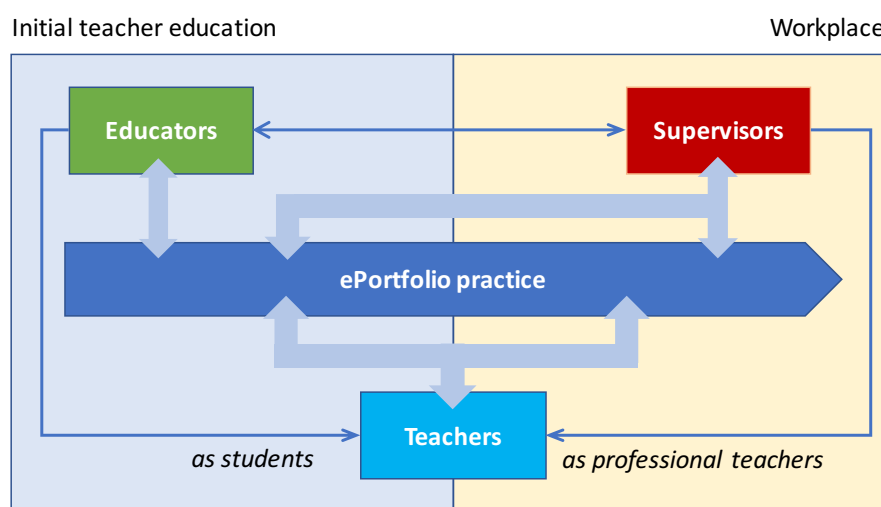 Initial teacher education
Workplace
Educators
Supervisors
ePortfolio practice
Teachers
as students
as professional teachers